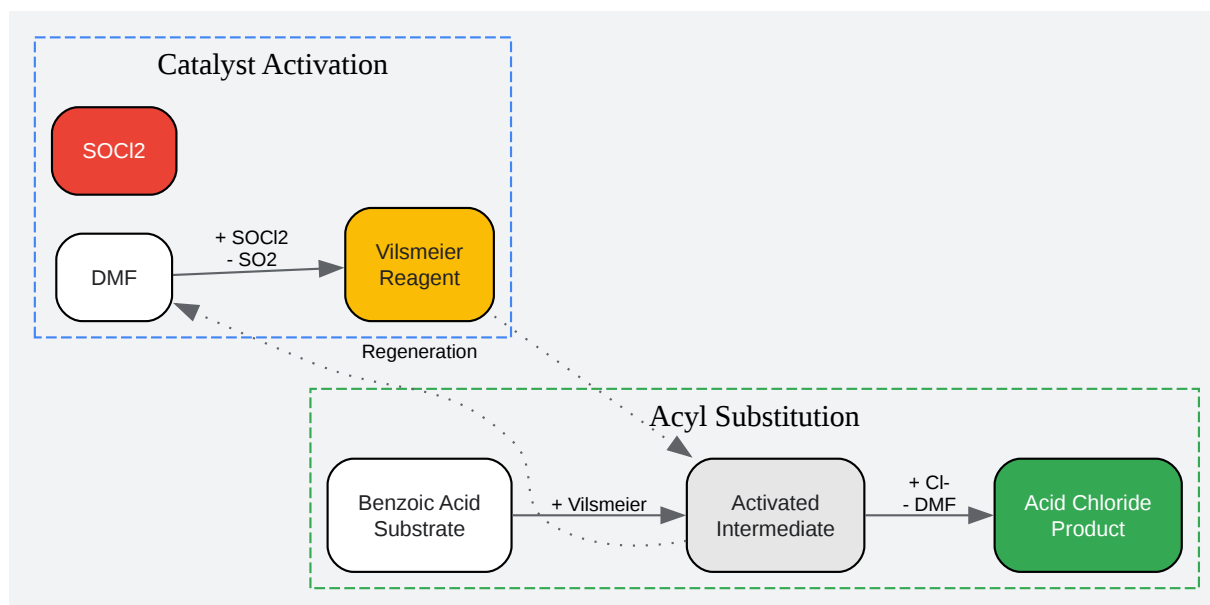 Catalyst Activation
SOCl2
+ SOCl2
- SO2
DMF
Vilsmeier
Reagent
Regeneration
Acyl Substitution
Benzoic Acid
Substrate
+ Vilsmeier
Activated
Intermediate
+ Cl-
- DMF
Acid Chloride
Product